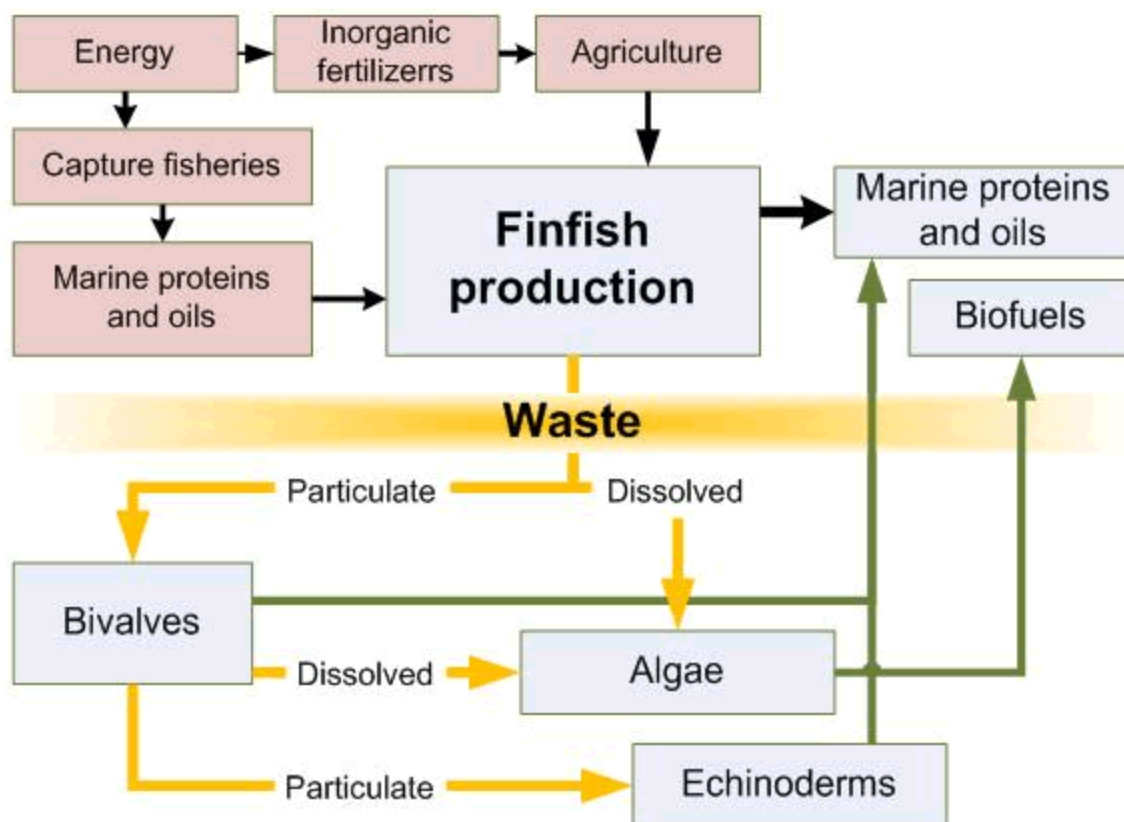 Energy
Inorganic
fertilizerrs
Agriculture
Capture fisheries
Marine proteins
and oils
Finfish
production
Marine proteins
and oils
Biofuels
Waste
Particulate
Dissolved
Bivalves
Dissolved
Algae
Particulate
Echinoderms